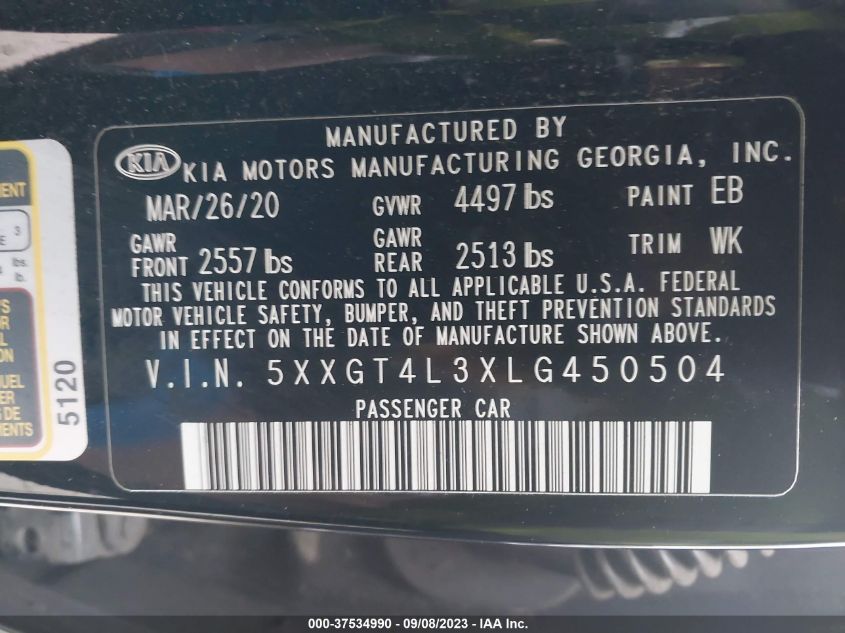 MANUFACTURED BY
KIA KIA MOTORS MANUFACTURING GEORGIA, INC.
MAR/26/20 GVWR 4497 lbs PAINT EB
GAWR FRONT 2557 lbs GAWR REAR 2513 lbs TRIM WK
THIS VEHICLE CONFORMS TO ALL APPLICABLE U.S.A. FEDERAL
MOTOR VEHICLE SAFETY, BUMPER, AND THEFT PREVENTION STANDARDS
IN EFFECT ON THE DATE OF MANUFACTURE SHOWN ABOVE.
V.I.N. 5XXGT4L3XLG450504
PASSENGER CAR
5120
3
lbs.
lb.
000-37534990 - 09/08/2023 - IAA Inc.